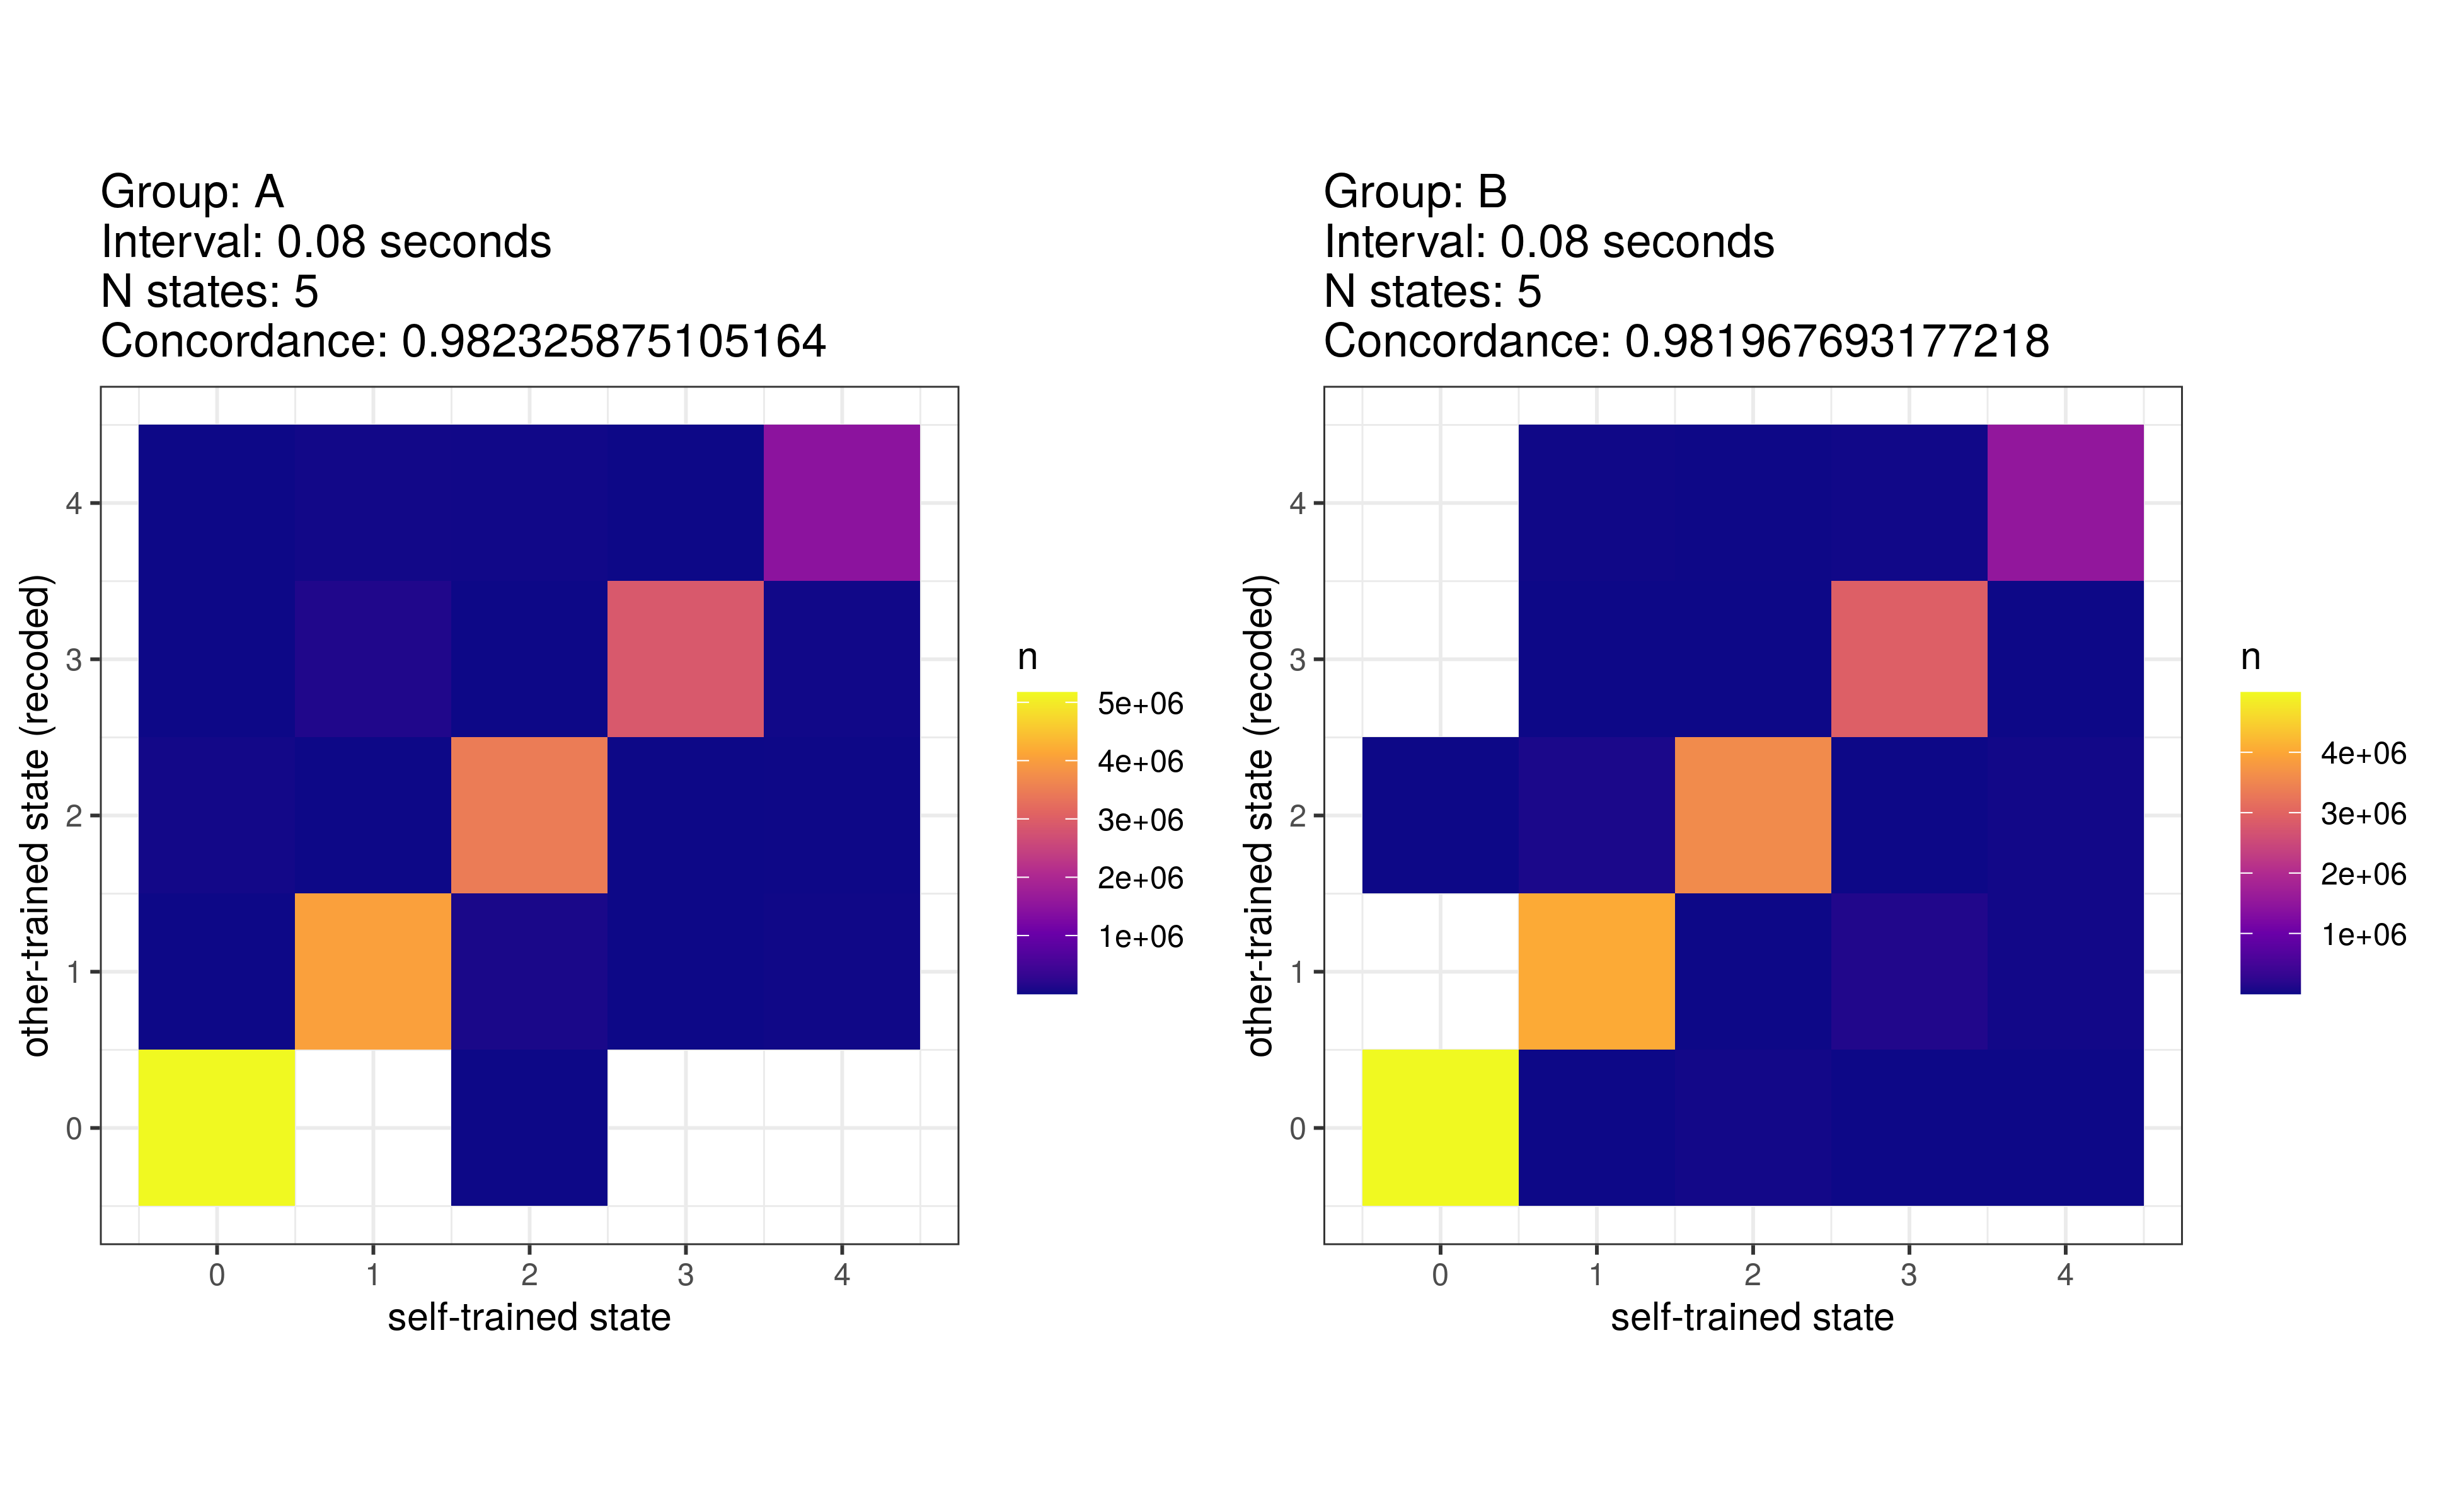 Group: A
Interval: 0.08 seconds
N states: 5
Concordance: 0.982325875105164
other-trained state (recoded)
4
3
2
1
0
0 1 2 3 4
self-trained state
n
5e+06
4e+06
3e+06
2e+06
1e+06
Group: B
Interval: 0.08 seconds
N states: 5
Concordance: 0.981967693177218
other-trained state (recoded)
4
3
2
1
0
0 1 2 3 4
self-trained state
n
4e+06
3e+06
2e+06
1e+06